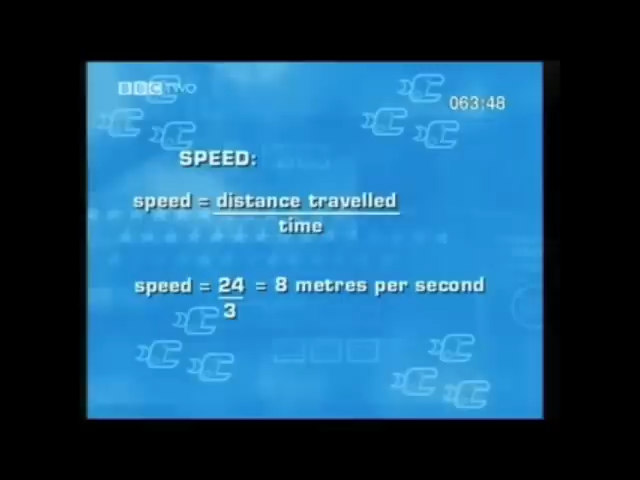 BBC TWO
063:48
SPEED:
speed = distance travelled
time
speed = 24 = 8 metres per second
3